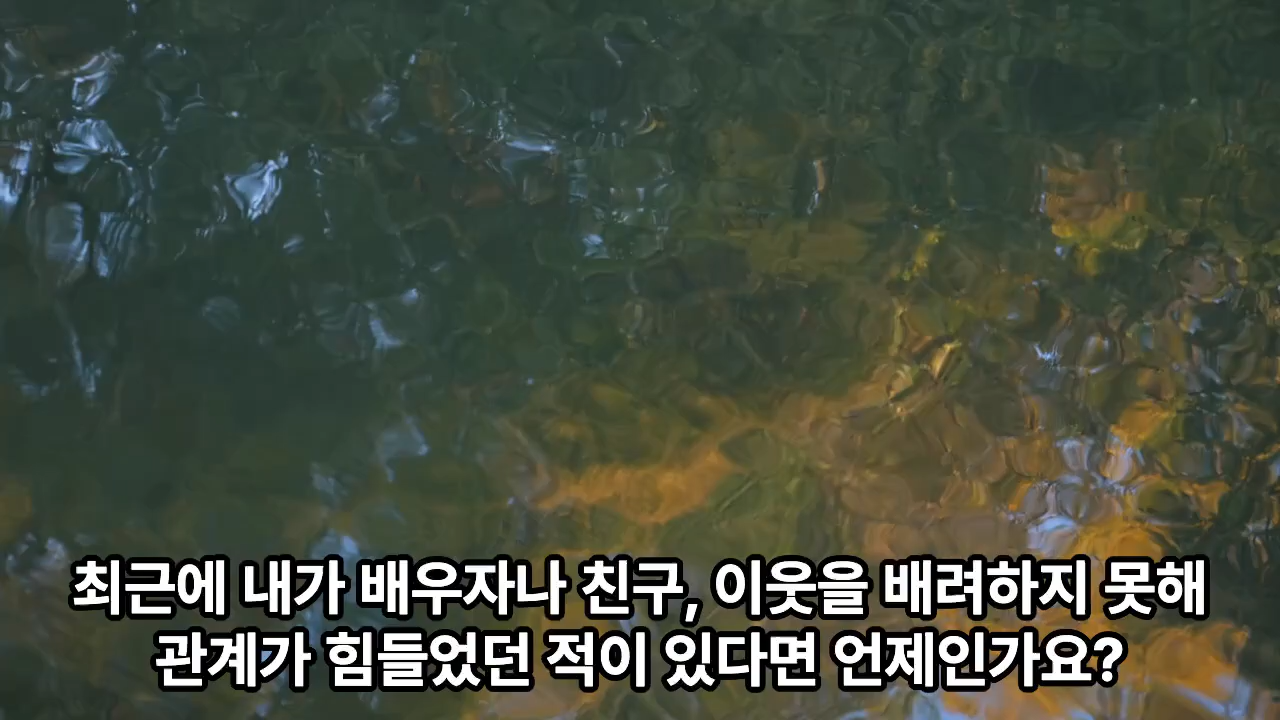 최근에 내가 배우자나 친구, 이웃을 배려하지 못해
관계가 힘들었던 적이 있다면 언제인가요?